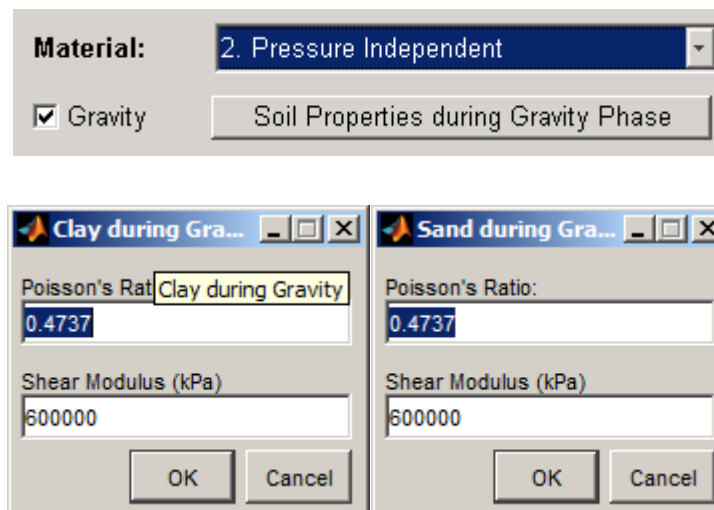 Material: 2. Pressure Independent
Gravity Soil Properties during Gravity Phase
Clay during Gra...
Poisson's Rat
Clay during Gravity
0.4737
Shear Modulus (kPa)
600000
OK Cancel
Sand during Gra...
Poisson's Ratio:
0.4737
Shear Modulus (kPa)
600000
OK Cancel